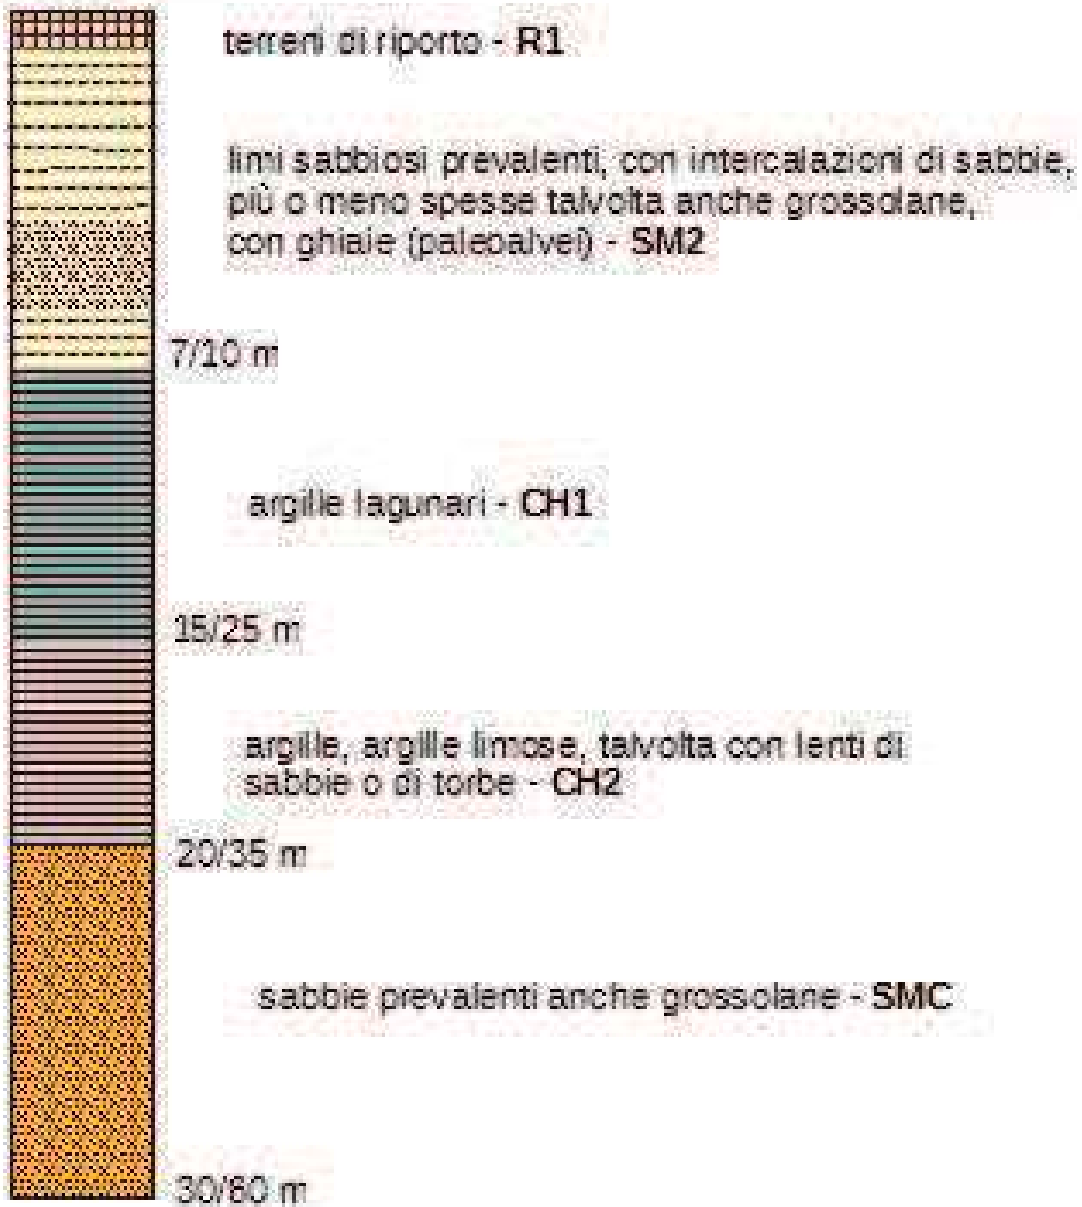 terreni di riporto - R1
limi sabbiosi prevalenti, con intercalazioni di sabbie,
più o meno spesse talvolta anche grossolane,
con ghiaie (paleoalvei) - SM2
7/10 m
argille lagunari - CH1
15/25 m
argille, argille limose, talvolta con lenti di
sabbie o di torbe - CH2
20/35 m
sabbie prevalenti anche grossolane - SMC
30/60 m